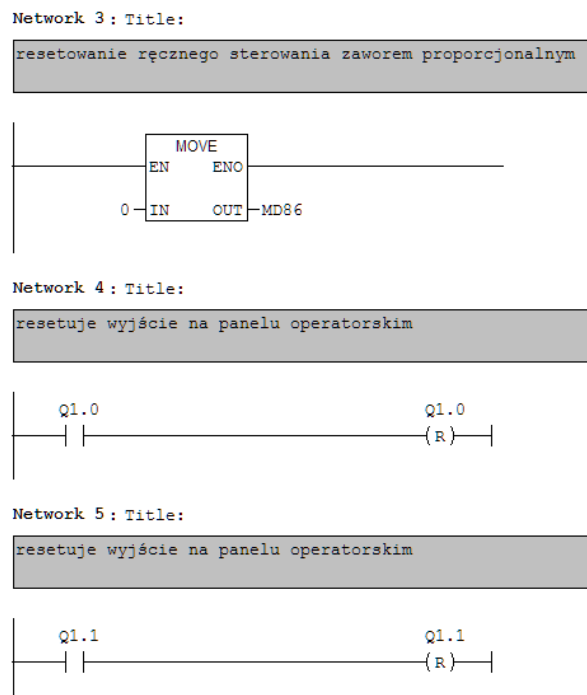 Network 3: Title:
resetowanie ręcznego sterowania zaworem proporcjonalnym
MOVE
EN ENO
0 IN OUT MD86
Network 4: Title:
resetuje wyjście na panelu operatorskim
Q1.0 Q1.0
R
Network 5: Title:
resetuje wyjście na panelu operatorskim
Q1.1 Q1.1
R